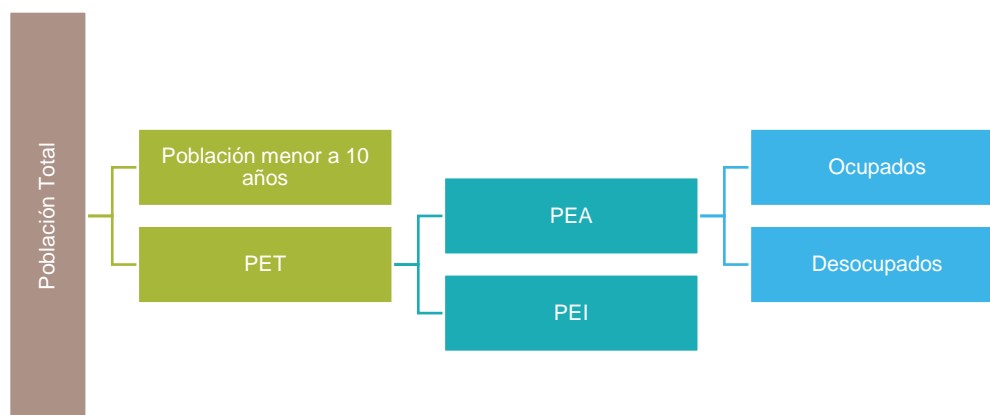 Población Total
Población menor a 10
años
PET
PEA
PEI
Ocupados
Desocupados